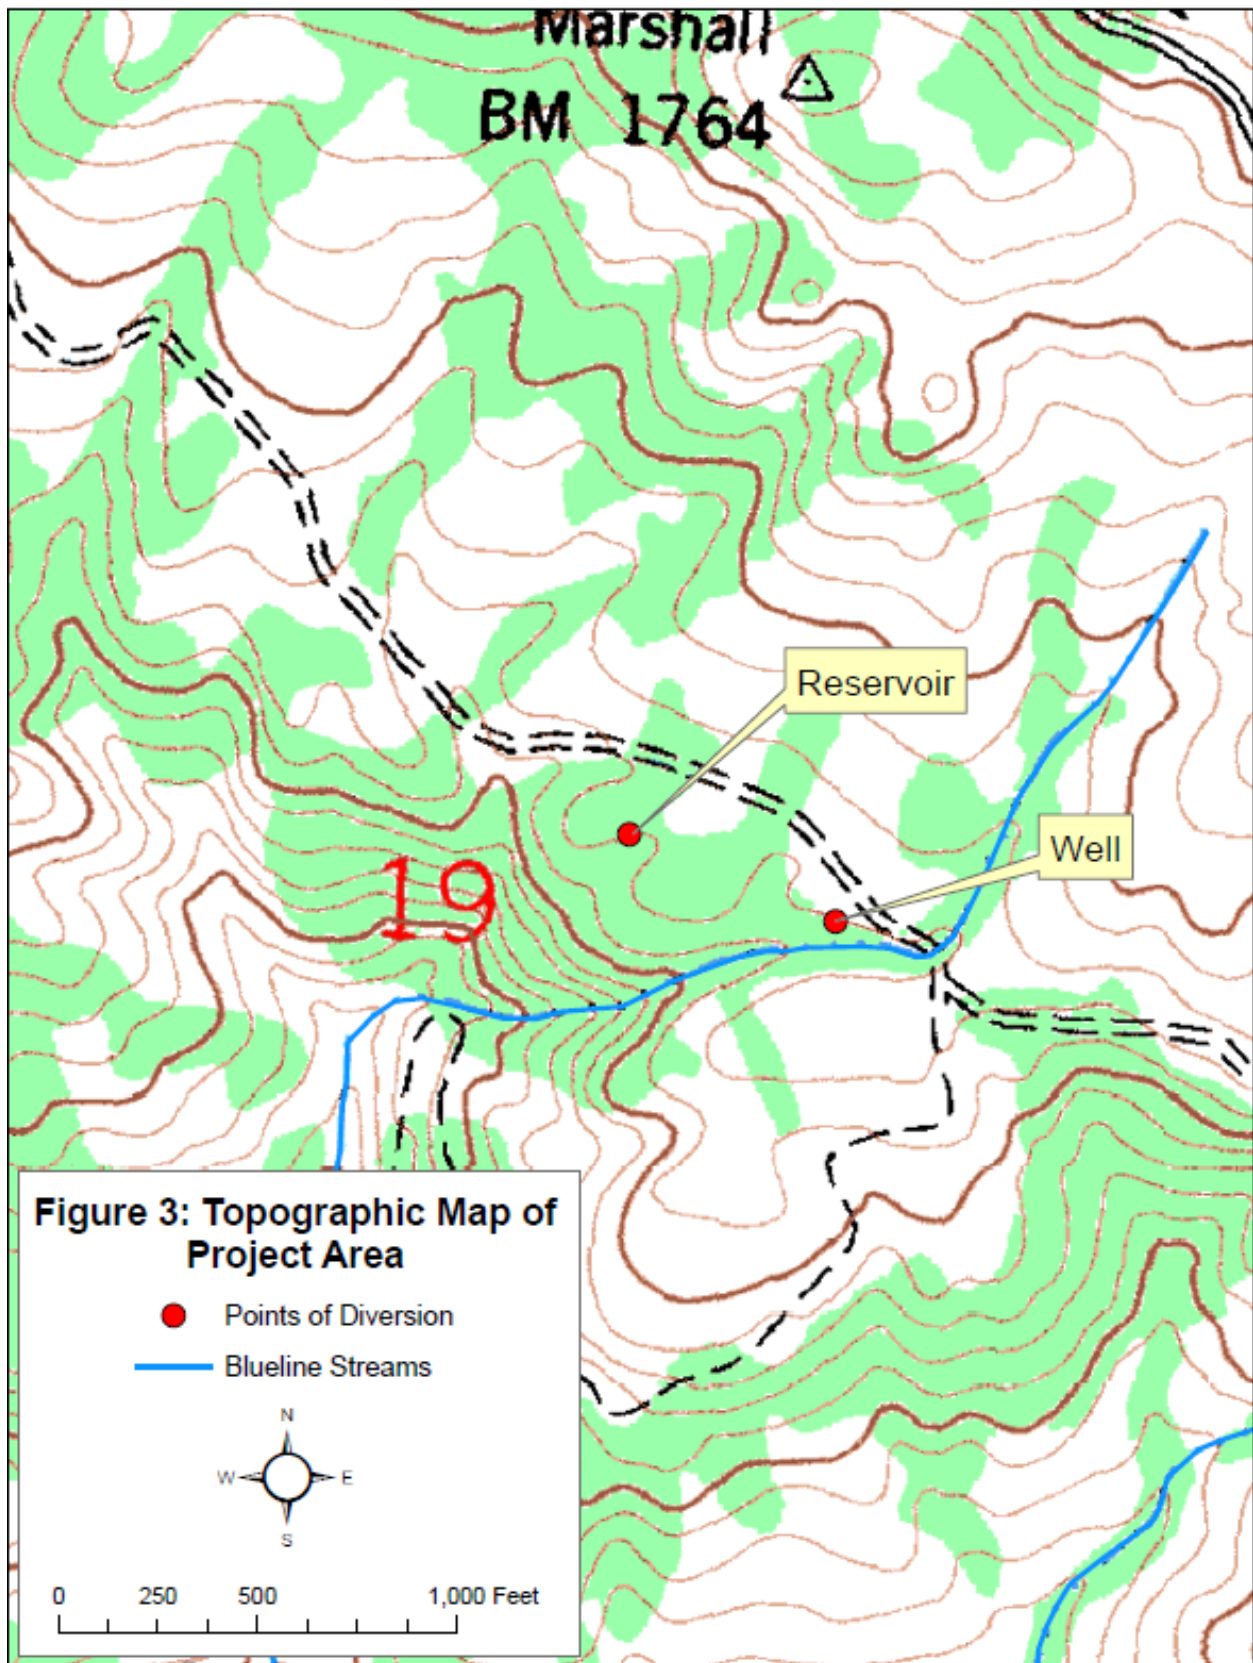 Marshall
BM 1764
Reservoir
Well
19
Figure 3: Topographic Map of
Project Area
Points of Diversion
Blueline Streams
N
W E
S
0 250 500 1,000 Feet